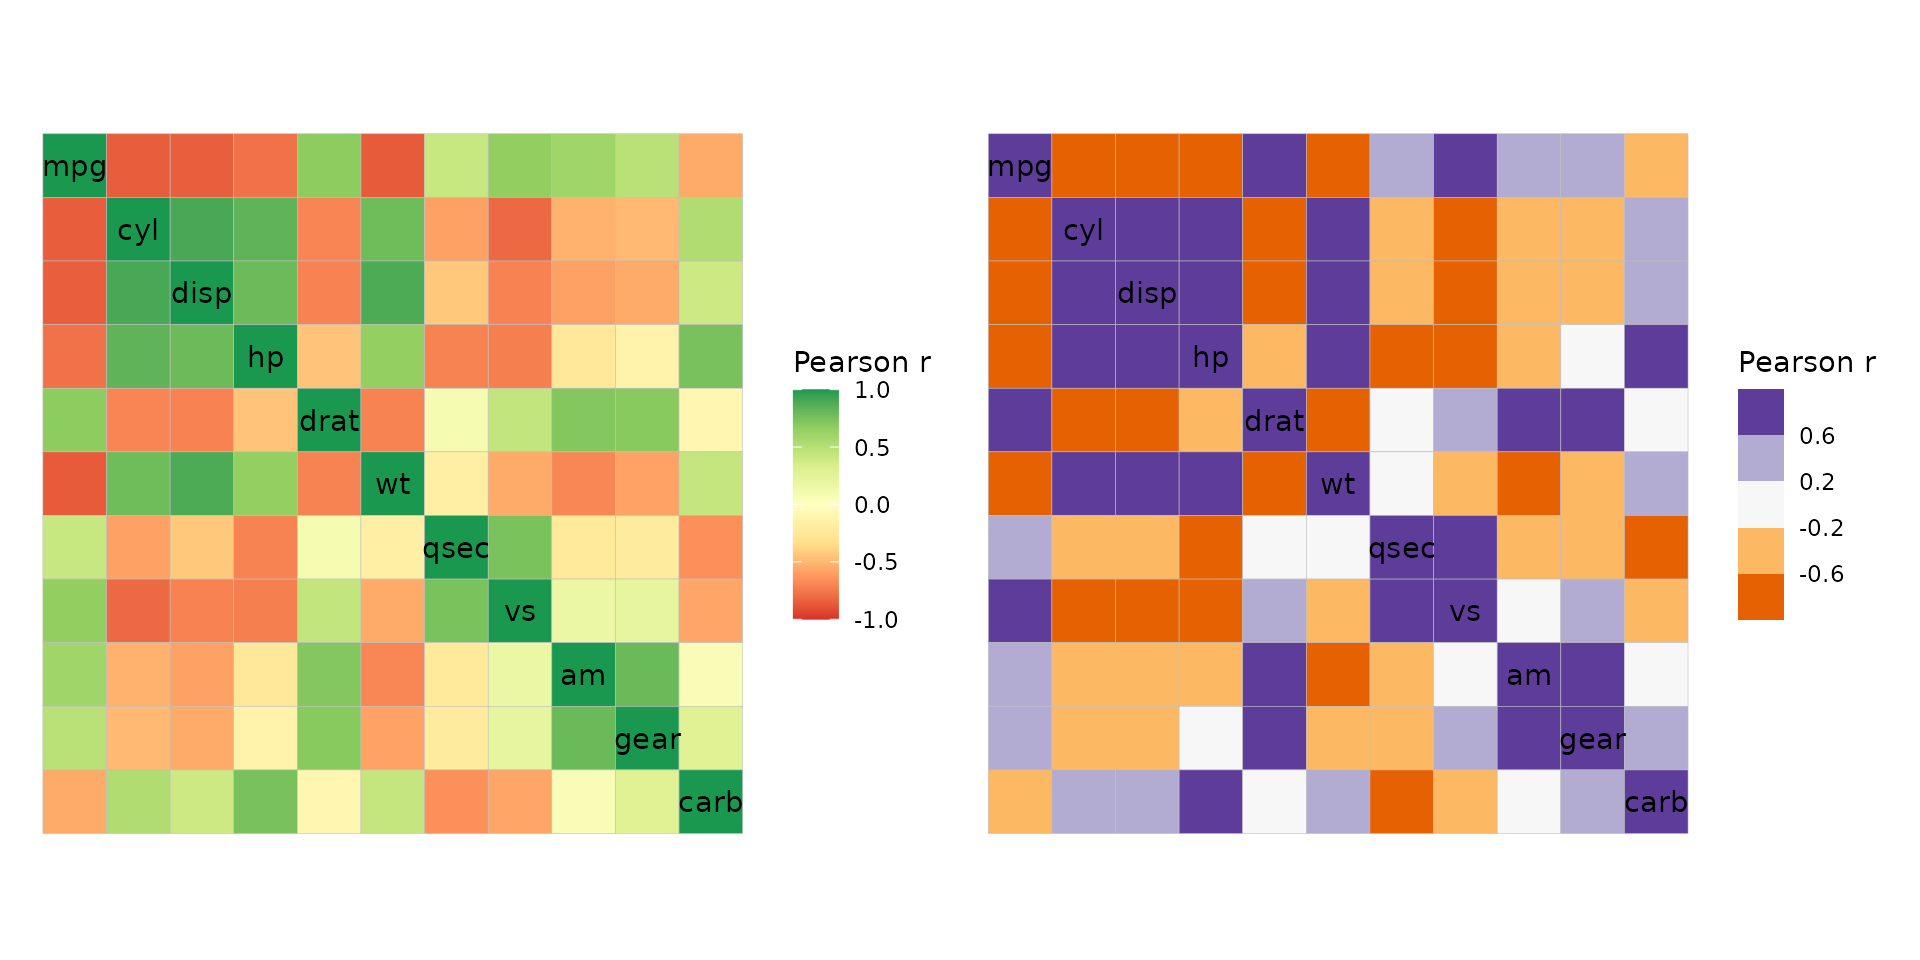 mpg
cyl
disp
hp
drat
wt
qsec
vs
am
gear
carb
Pearson r
1.0
0.5
0.0
-0.5
-1.0
mpg
cyl
disp
hp
drat
wt
qsec
vs
am
gear
carb
Pearson r
0.6
0.2
-0.2
-0.6